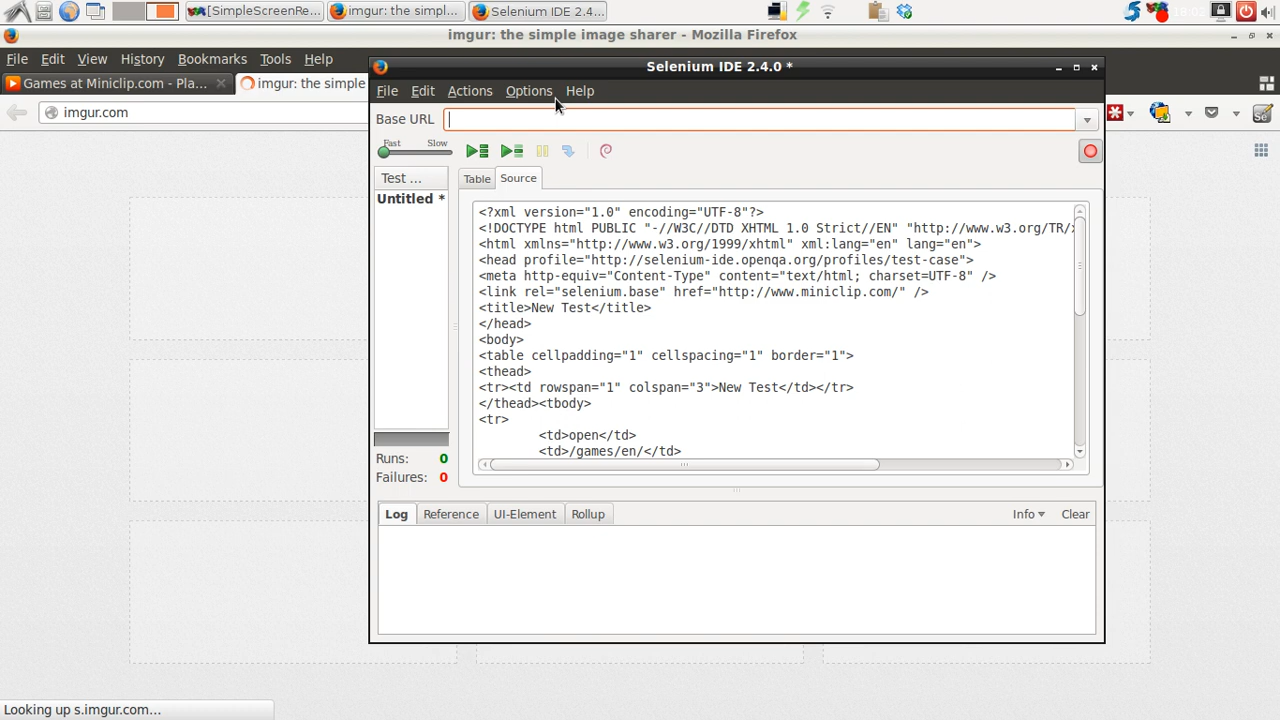 [SimpleScreenRe...
imgur: the simpl...
Selenium IDE 2.4.0...
imgur: the simple image sharer - Mozilla Firefox
File Edit View History Bookmarks Tools Help
Games at Miniclip.com - Pla...
imgur: the simple
imgur.com
Selenium IDE 2.4.0 *
File Edit Actions Options Help
Base URL
Fast Slow
Test ...
Untitled *
Table Source
<?xml version="1.0" encoding="UTF-8"?>
<!DOCTYPE html PUBLIC "-//W3C//DTD XHTML 1.0 Strict//EN" "http://www.w3.org/TR/
<html xmlns="http://www.w3.org/1999/xhtml" xml:lang="en" lang="en">
<head profile="http://selenium-ide.openqa.org/profiles/test-case">
<meta http-equiv="Content-Type" content="text/html; charset=UTF-8" />
<link rel="selenium.base" href="http://www.miniclip.com/" />
<title>New Test</title>
</head>
<body>
<table cellpadding="1" cellspacing="1" border="1">
<thead>
<tr><td rowspan="1" colspan="3">New Test</td></tr>
</thead><tbody>
<tr>
<td>open</td>
<td>/games/en/</td>
Runs: 0
Failures: 0
Log Reference UI-Element Rollup Info Clear
Looking up s.imgur.com...